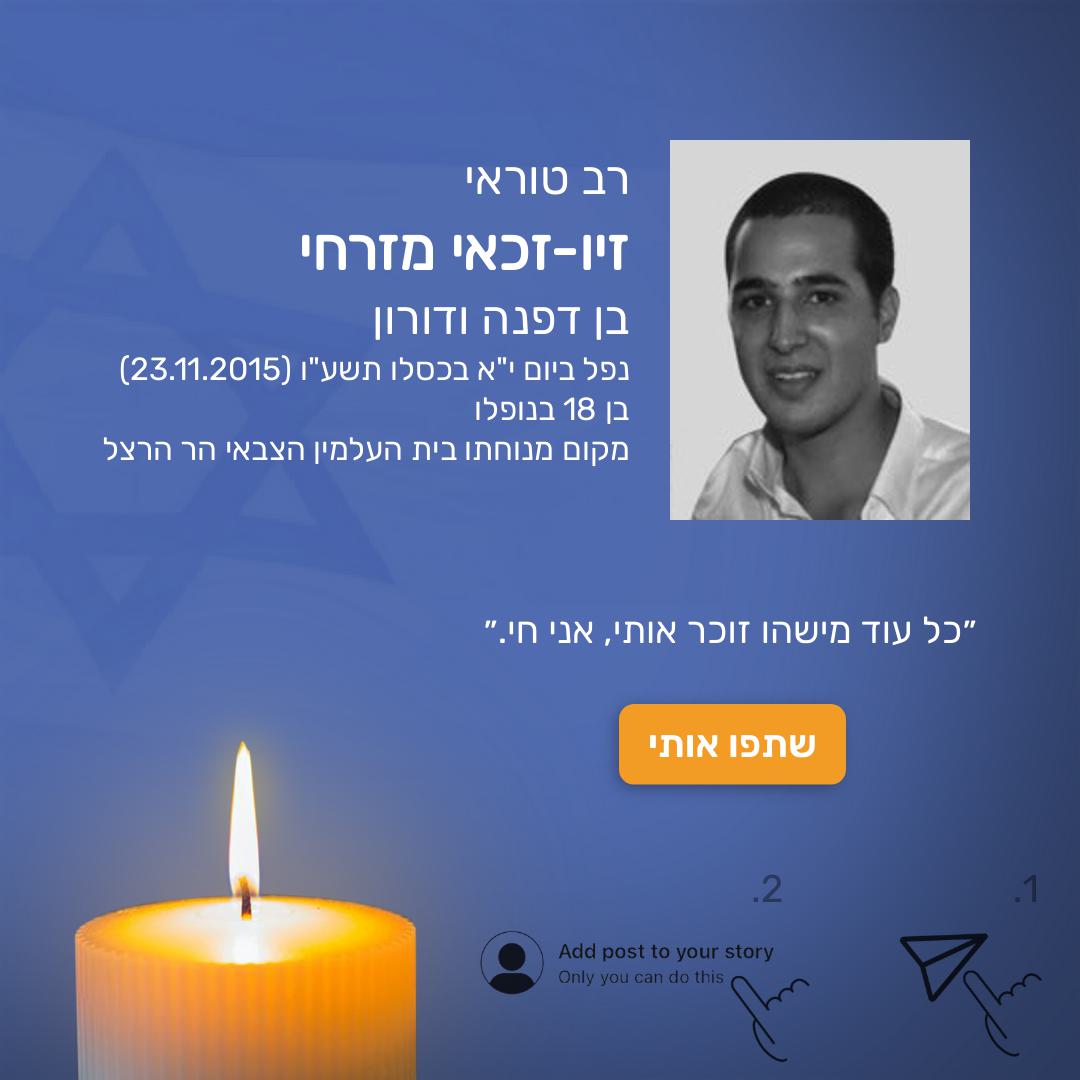 רב טוראי
זיו-זכאי מזרחי
בן דפנה ודורון
נפל ביום י"א בכסלו תשע"ו (23.11.2015)
בן 18 בנופלו
מקום מנוחתו בית העלמין הצבאי הר הרצל
״כל עוד מישהו זוכר אותי, אני חי.״
שתפו אותי
1.
2.
Add post to your story
Only you can do this